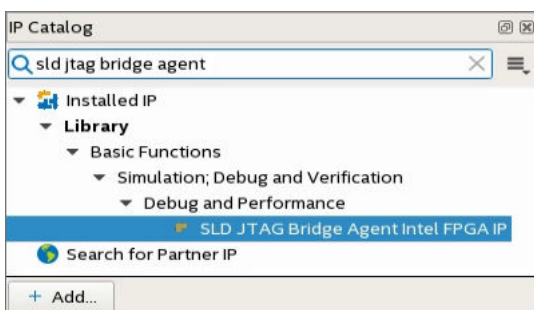 IP Catalog
sld jtag bridge agent
Installed IP
Library
Basic Functions
Simulation; Debug and Verification
Debug and Performance
SLD JTAG Bridge Agent Intel FPGA IP
Search for Partner IP
+ Add...